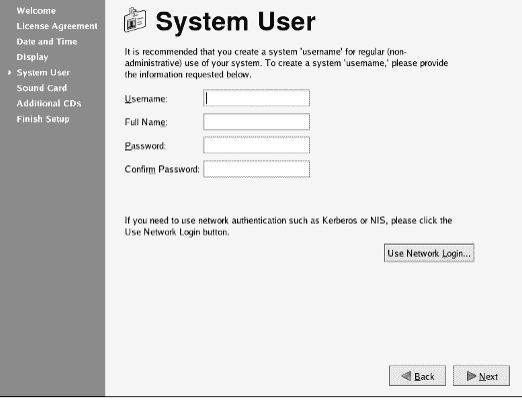 Welcome
License Agreement
Date and Time
Display
System User
Sound Card
Additional CDs
Finish Setup
System User
It is recommended that you create a system 'username' for regular (non-
administrative) use of your system. To create a system 'username,' please provide
the information requested below.
Username:
Full Name:
Password:
Confirm Password:
If you need to use network authentication such as Kerberos or NIS, please click the
Use Network Login button.
Use Network Login...
Back
Next